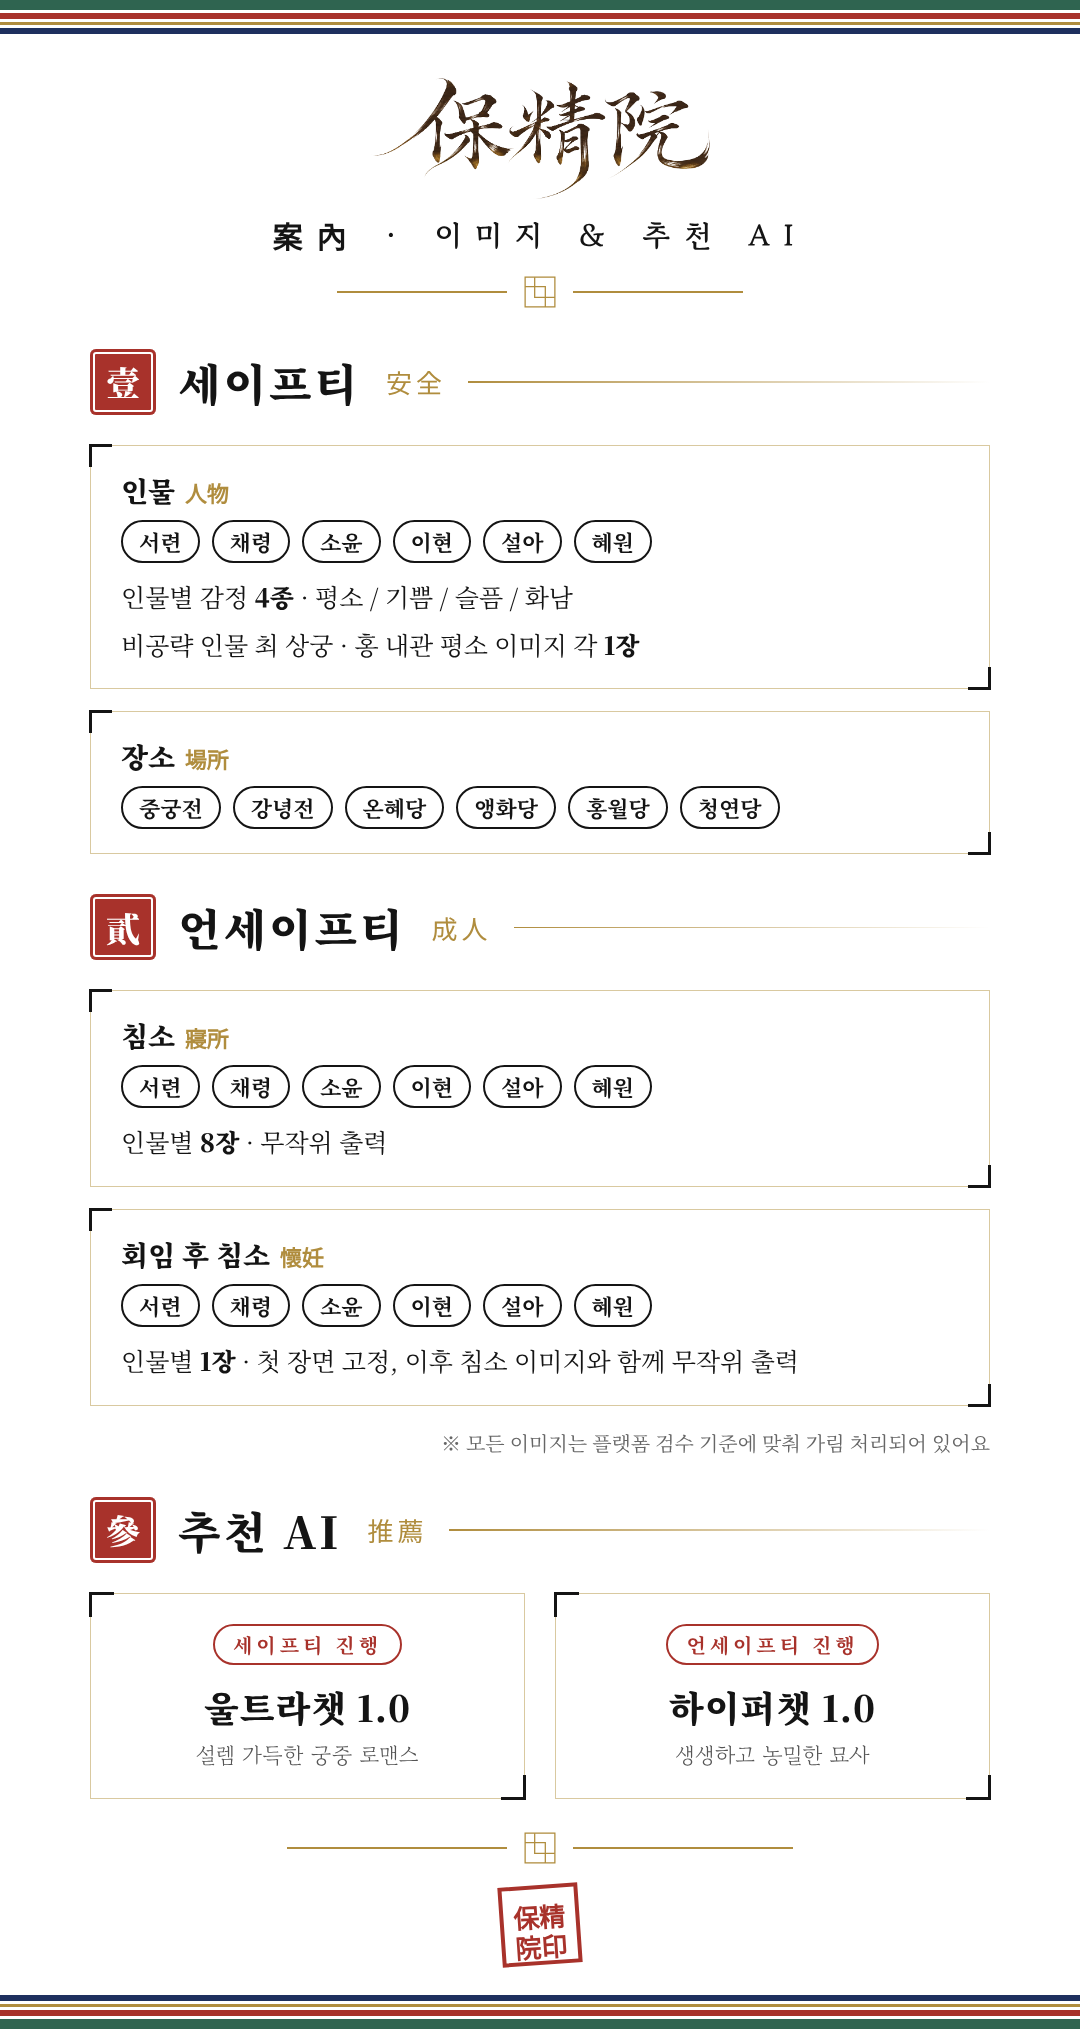 保精院
案內 · 이미지 & 추천 AI
壹 세이프티 安全
인물 人物
서련 채령 소윤 이현 설아 혜원
인물별 감정 4종 · 평소 / 기쁨 / 슬픔 / 화남
비공략 인물 최 상궁 · 홍 내관 평소 이미지 각 1장
장소 場所
중궁전 강녕전 온혜당 앵화당 홍월당 청연당
貳 언세이프티 成人
침소 寢所
서련 채령 소윤 이현 설아 혜원
인물별 8장 · 무작위 출력
회임 후 침소 懷妊
서련 채령 소윤 이현 설아 혜원
인물별 1장 · 첫 장면 고정, 이후 침소 이미지와 함께 무작위 출력
※ 모든 이미지는 플랫폼 검수 기준에 맞춰 가림 처리되어 있어요
參 추천 AI 推薦
세이프티 진행
울트라챗 1.0
설렘 가득한 궁중 로맨스
언세이프티 진행
하이퍼챗 1.0
생생하고 농밀한 묘사
保精
院印